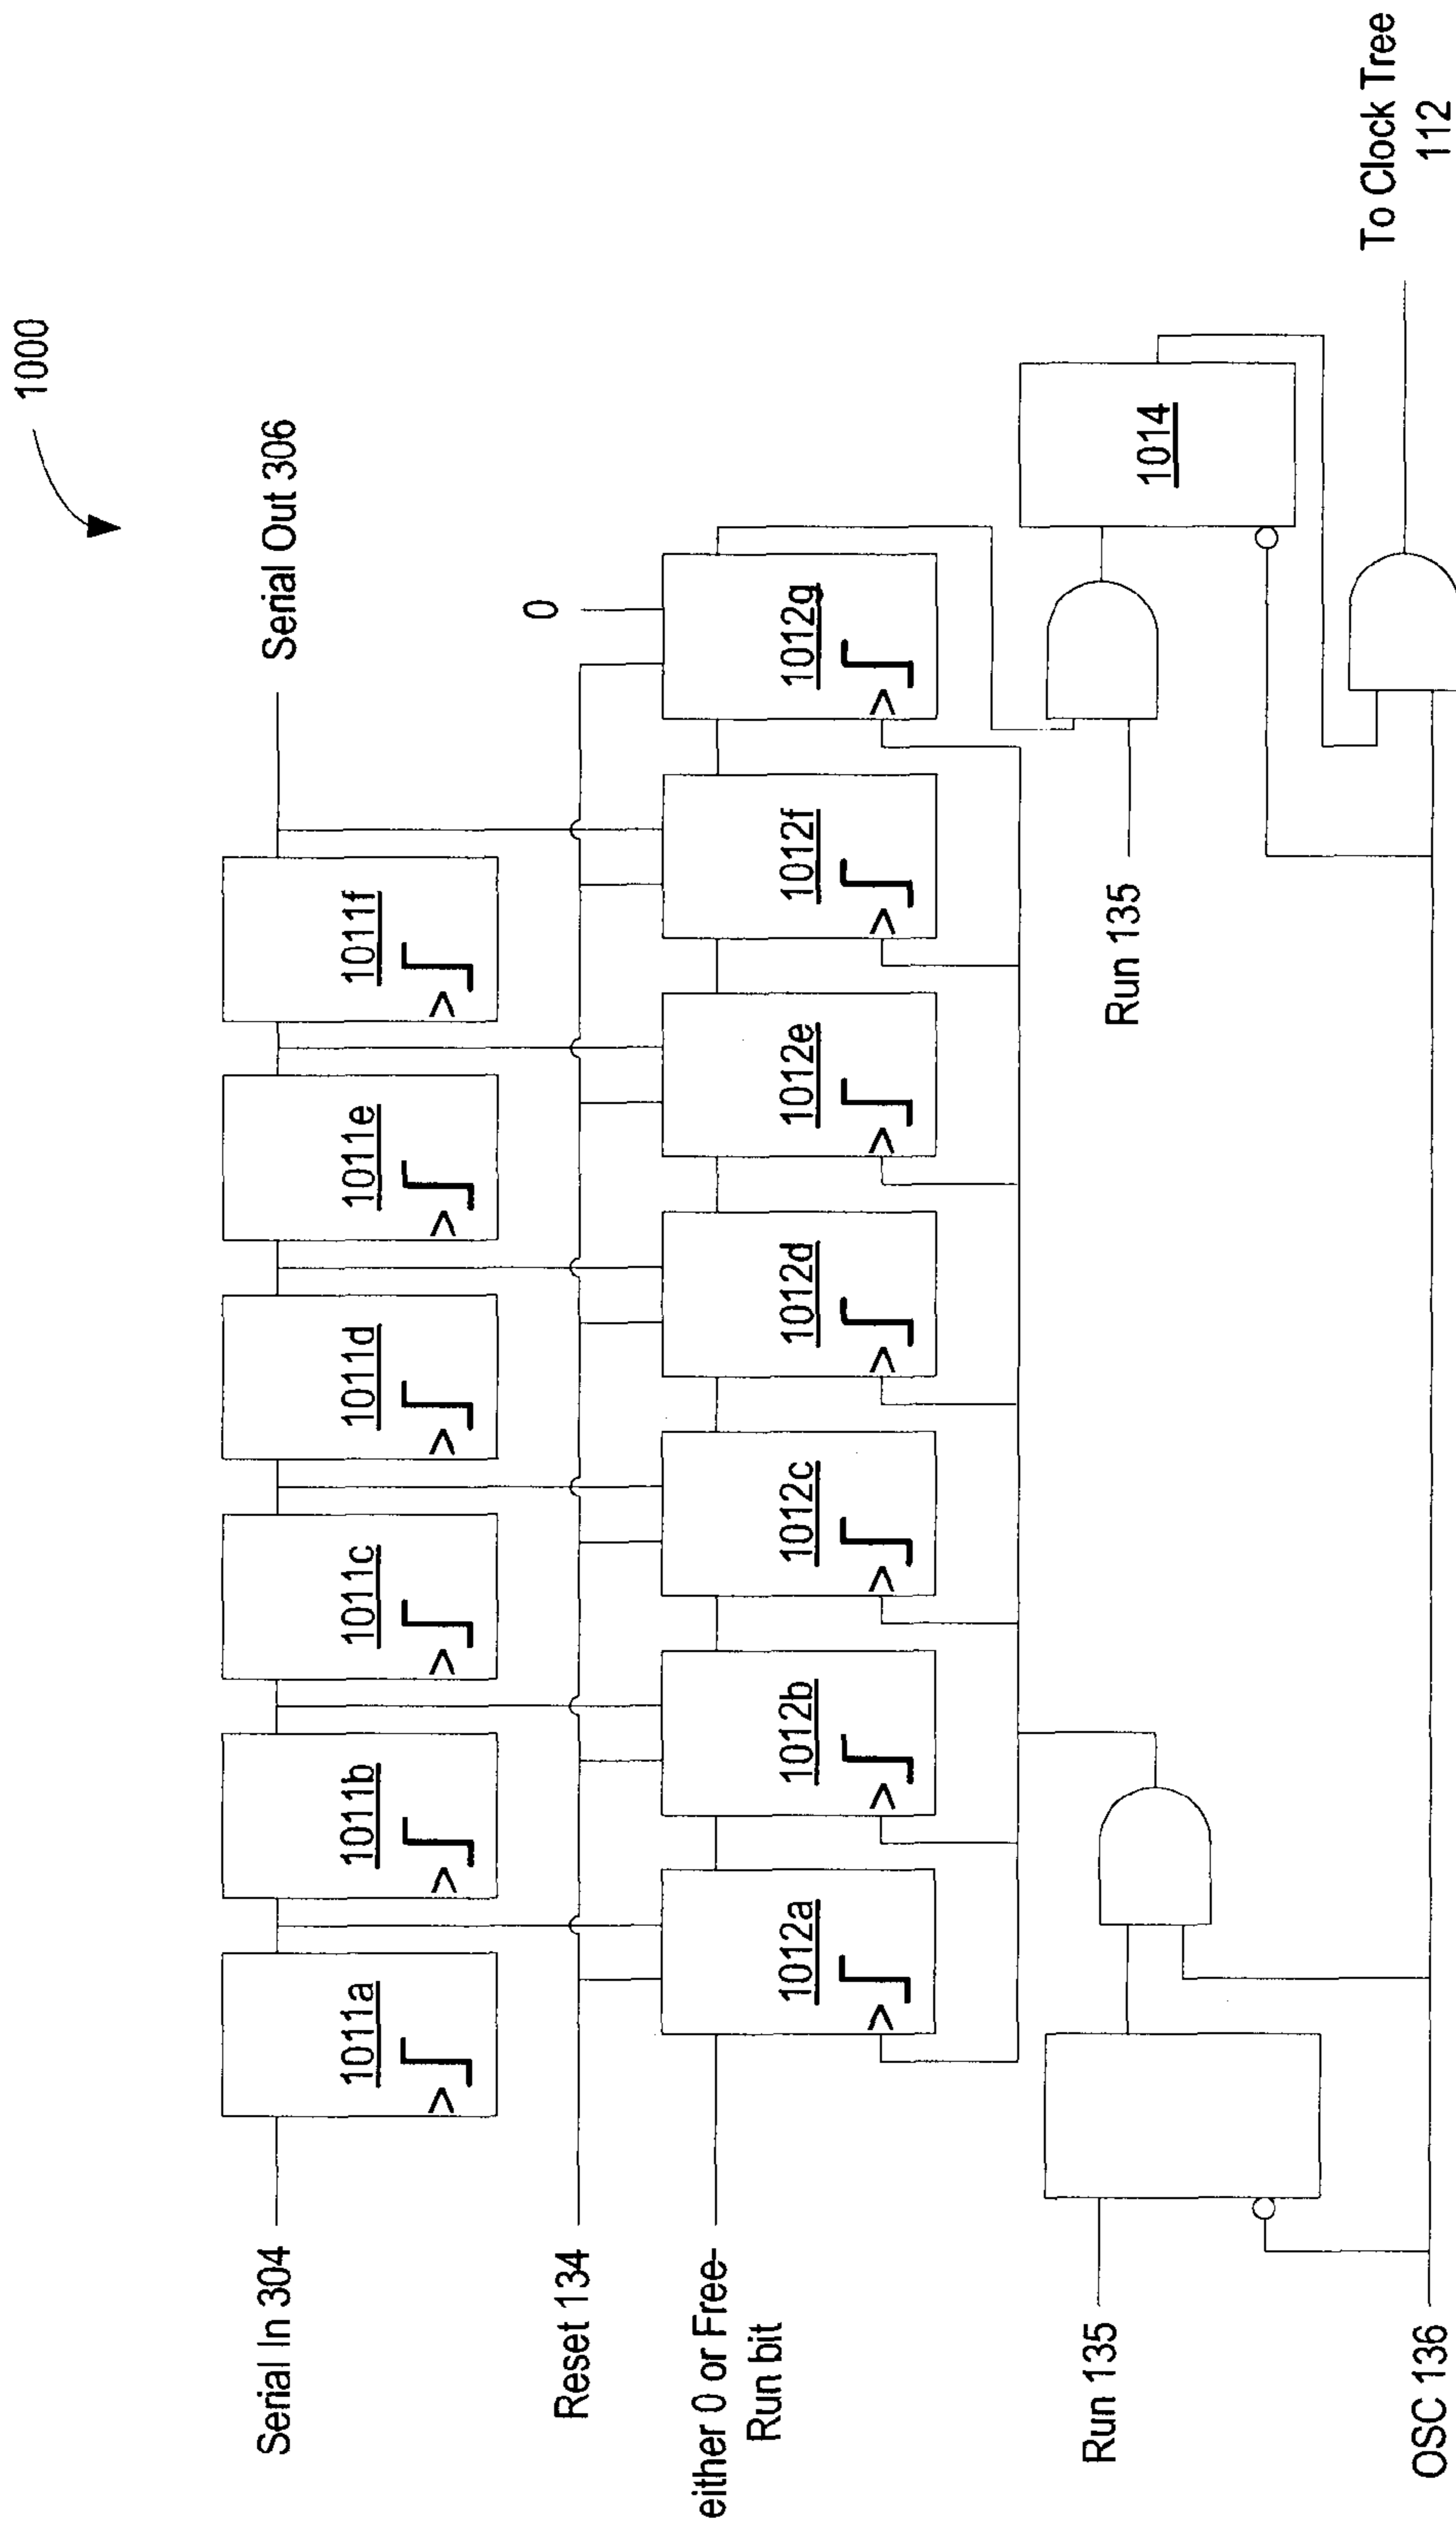 1000
Serial In 304
Serial Out 306
1011a
1011b
1011c
1011d
1011e
1011f
Reset 134
0
either 0 or Free-
Run bit
1012a
1012b
1012c
1012d
1012e
1012f
1012g
Run 135
Run 135
1014
OSC 136
To Clock Tree
112